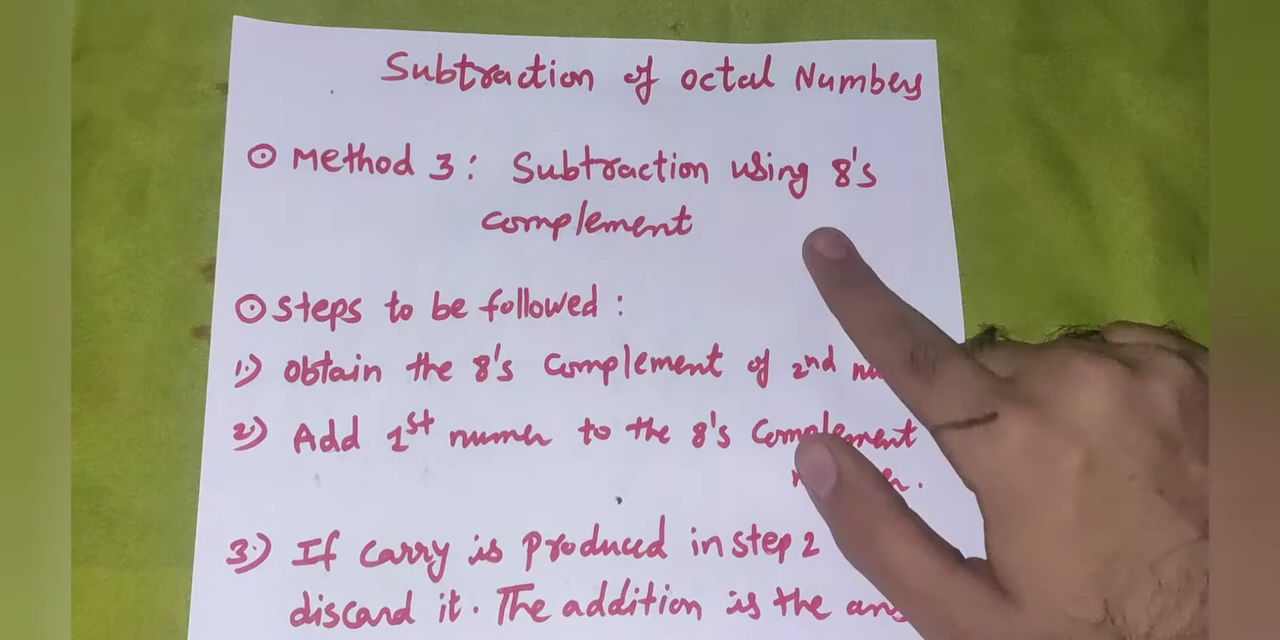 Subtraction of octal Numbers
Method 3: Subtraction using 8's
complement
Steps to be followed :
1.) Obtain the 8's Complement of 2nd
2.) Add 1st numer to the 8's Complement
3.) If carry is produced in step 2
discard it. The addition is the